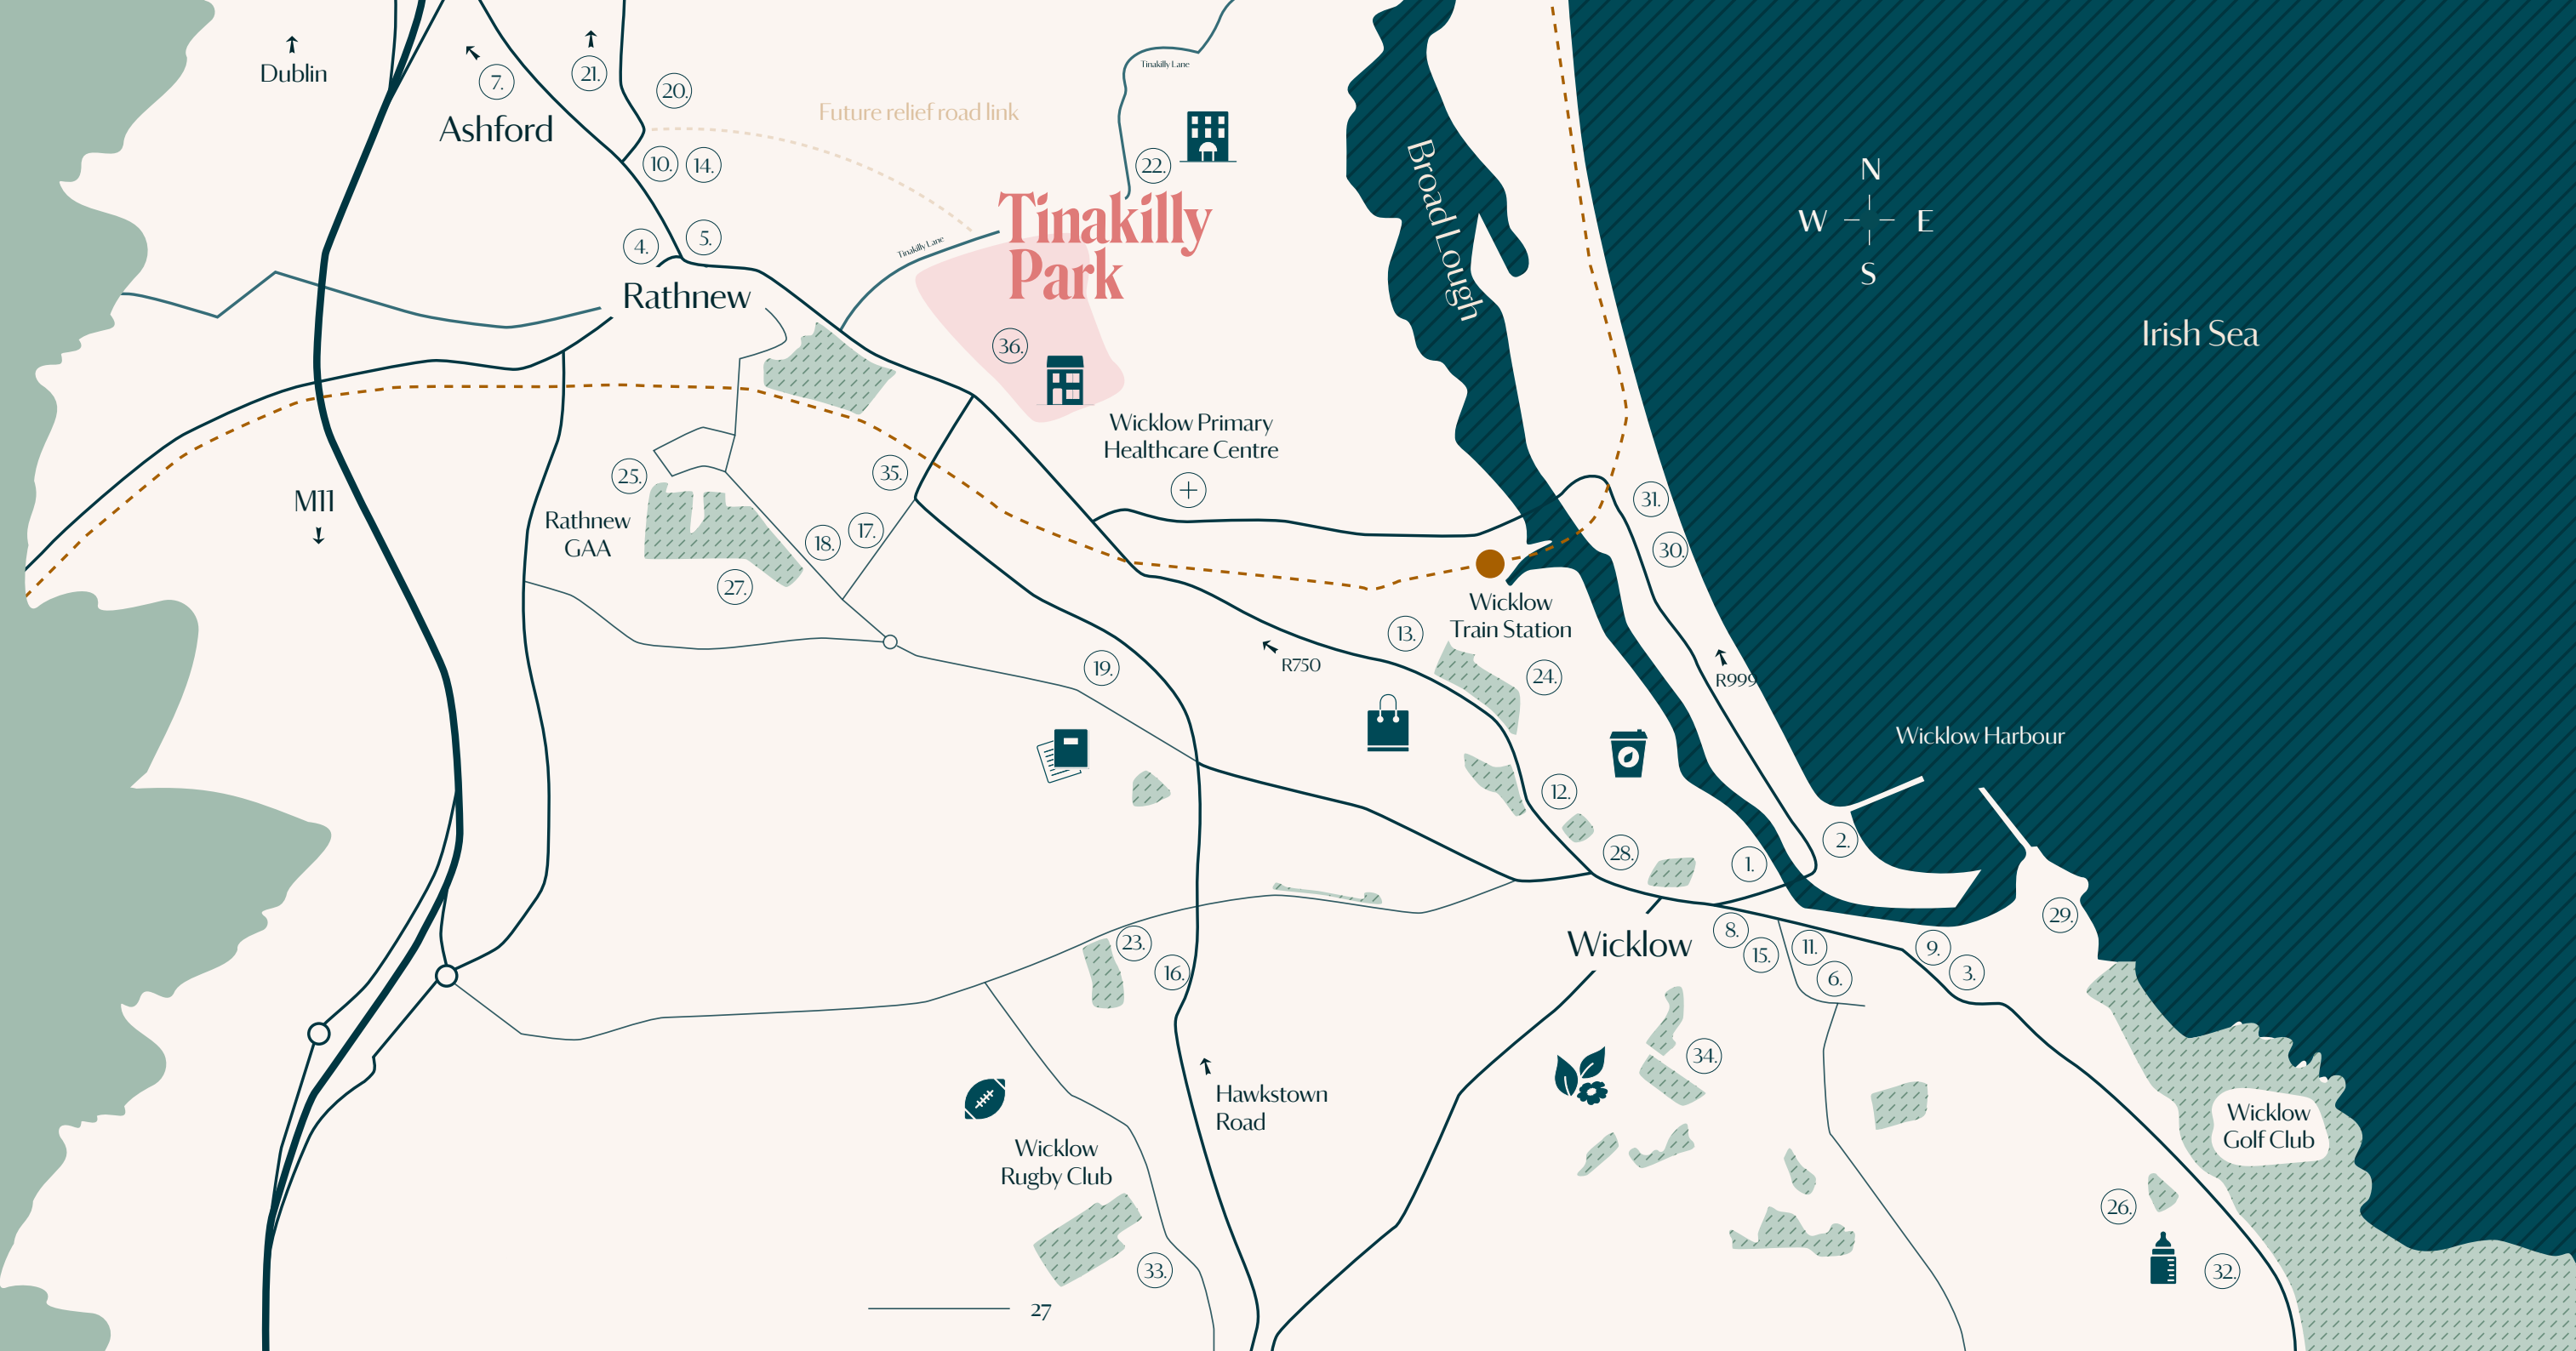 Dublin
7.
21.
20.
Ashford
Future relief road link
Tinakilly Lane
10.
14.
22.
Tinakilly
Park
4.
5.
Tinakilly Lane
Rathnew
36.
Broad Lough
N
W
E
S
Irish Sea
Wicklow Primary
Healthcare Centre
25.
35.
M11
Rathnew
GAA
18.
17.
27.
31.
30.
Wicklow
Train Station
13.
19.
R750
24.
R999
Wicklow Harbour
12.
28.
1.
2.
29.
23.
16.
Wicklow
8.
15.
11.
6.
9.
3.
34.
Hawkstown
Road
Wicklow
Golf Club
Wicklow
Rugby Club
33.
26.
32.
27